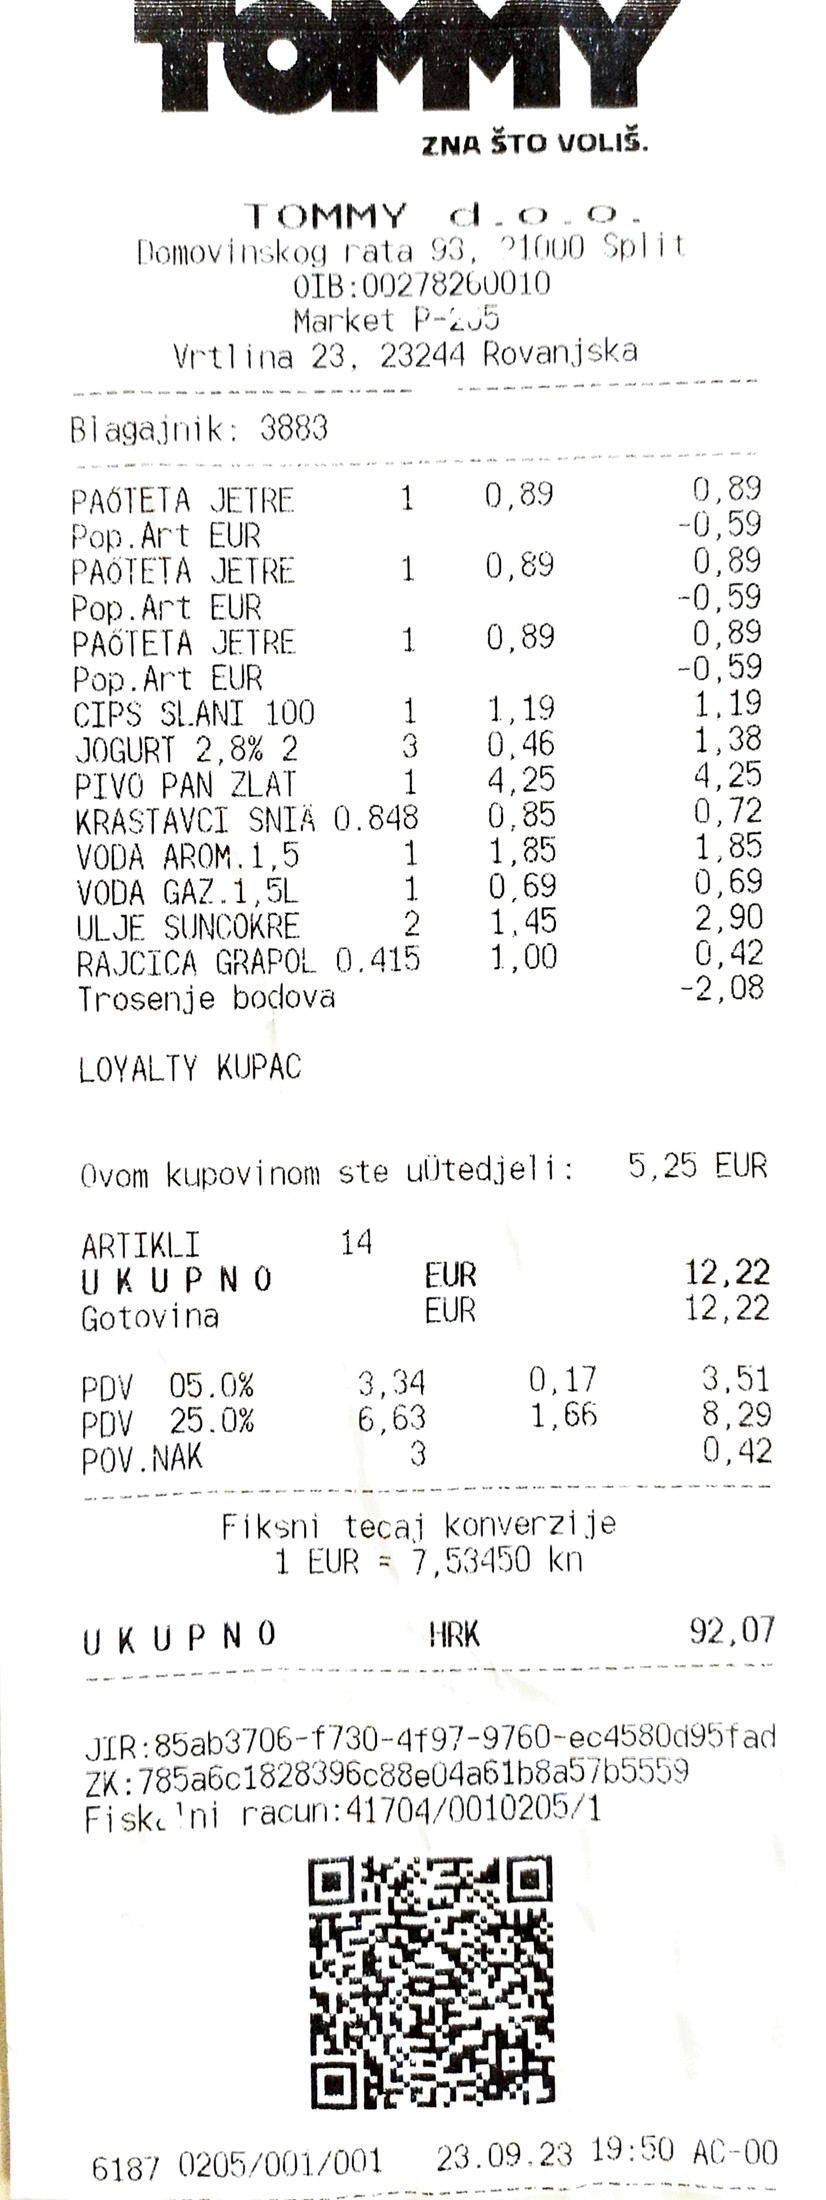 TOMMY
ZNA ŠTO VOLIŠ.
TOMMY d.o.o.
Domovinskog rata 93, 21000 Split
OIB:00278260010
Market P-205
Vrtlina 23, 23244 Rovanjska
Blagajnik: 3883
PAÓTETA JETRE 1 0,89 0,89
Pop.Art EUR -0,59
PAÓTETA JETRE 1 0,89 0,89
Pop.Art EUR -0,59
PAÓTETA JETRE 1 0,89 0,89
Pop.Art EUR -0,59
CIPS SLANI 100 1 1,19 1,19
JOGURT 2,8% 2 3 0,46 1,38
PIVO PAN ZLAT 1 4,25 4,25
KRASTAVCI SNIÄ 0.848 0,85 0,72
VODA AROM.1,5 1 1,85 1,85
VODA GAZ.1,5L 1 0,69 0,69
ULJE SUNCOKRE 2 1,45 2,90
RAJCICA GRAPOL 0.415 1,00 0,42
Trosenje bodova -2,08
LOYALTY KUPAC
Ovom kupovinom ste uÜtedjeli: 5,25 EUR
ARTIKLI 14
U K U P N O EUR 12,22
Gotovina EUR 12,22
PDV 05.0% 3,34 0,17 3,51
PDV 25.0% 6,63 1,66 8,29
POV.NAK 3 0,42
Fiksni tecaj konverzije
1 EUR = 7,53450 kn
U K U P N O HRK 92,07
JIR:85ab3706-f730-4f97-9760-ec4580d95fad
ZK:785a6c1828396c88e04a61b8a57b5559
Fiskalni racun:41704/0010205/1
6187 0205/001/001 23.09.23 19:50 AC-00